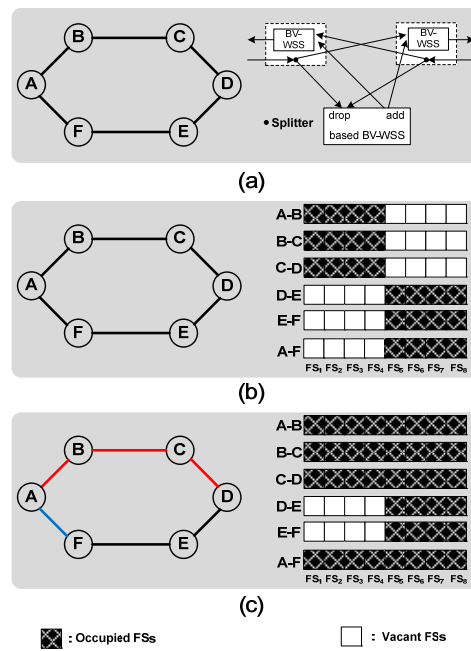 B
C
A
D
F
E
BV-
WSS
BV-
WSS
drop add
based BV-WSS
• Splitter
(a)
B
C
A
D
F
E
A-B
B-C
C-D
D-E
E-F
A-F
FS1 FS2 FS3 FS4 FS5 FS6 FS7 FS8
(b)
B
C
A
D
F
E
A-B
B-C
C-D
D-E
E-F
A-F
FS1 FS2 FS3 FS4 FS5 FS6 FS7 FS8
(c)
: Occupied FSs
: Vacant FSs